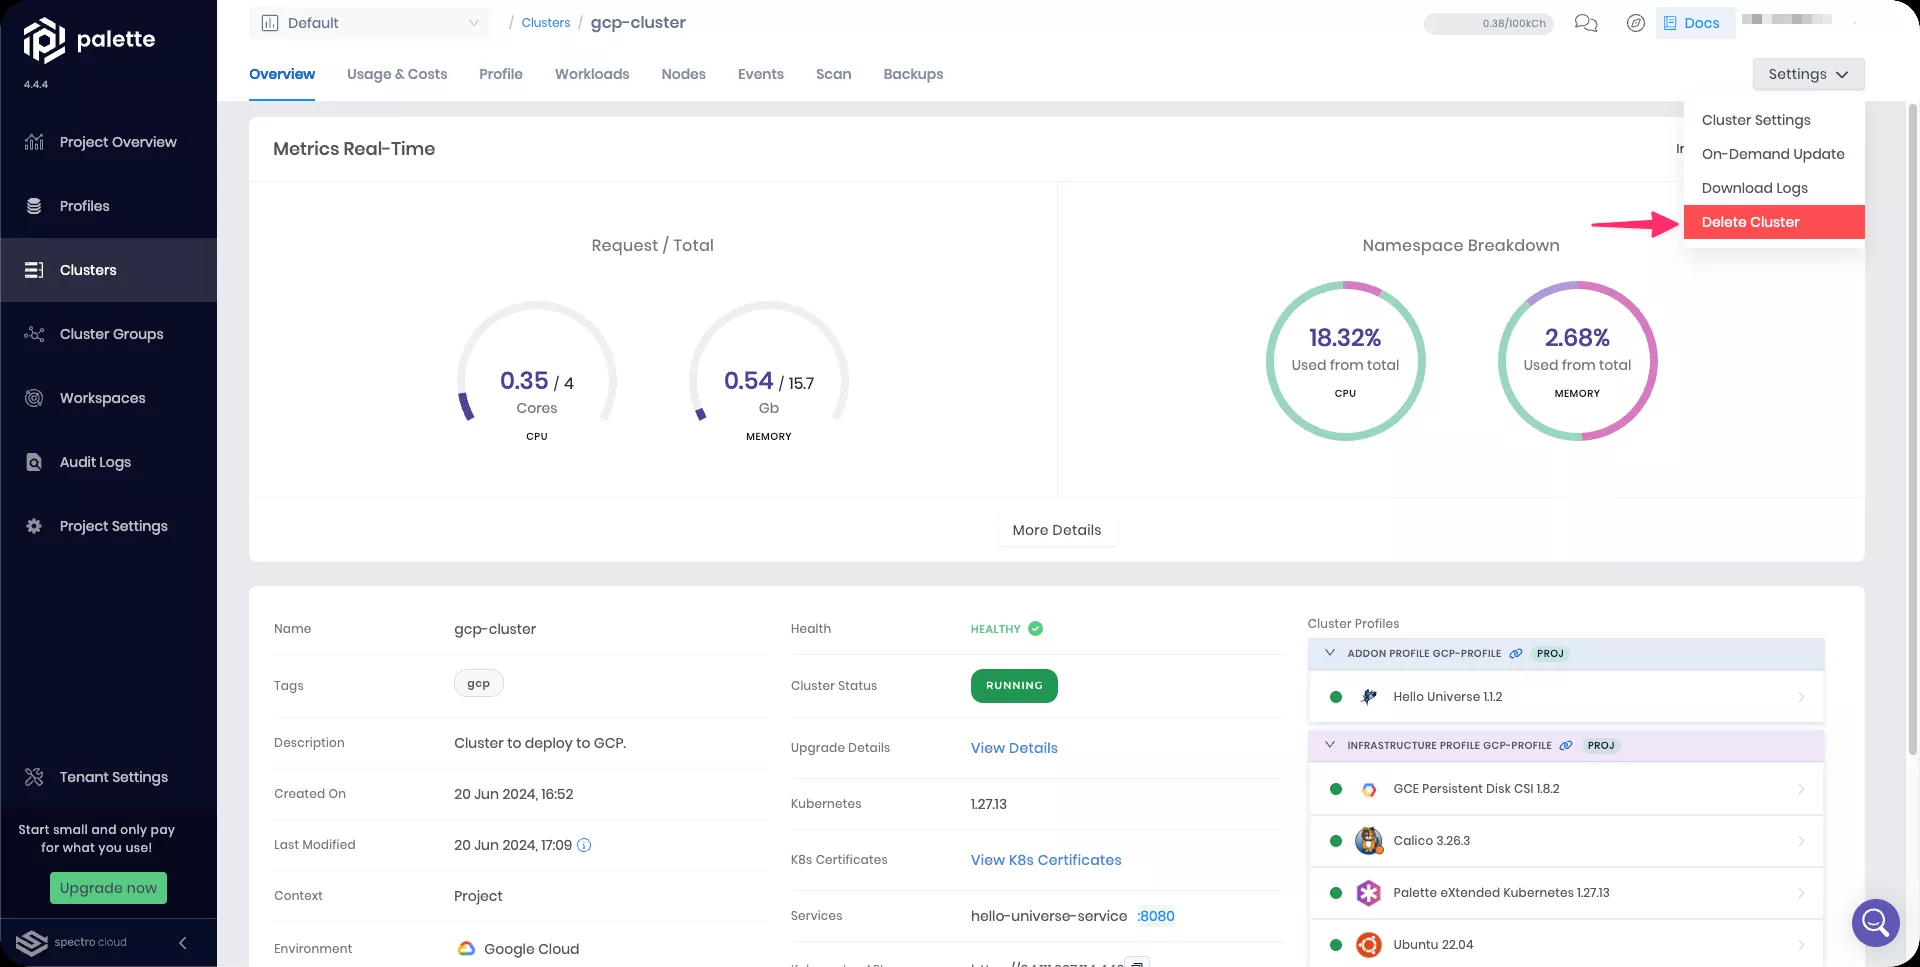 palette
4.4.4
Project Overview
Profiles
Clusters
Cluster Groups
Workspaces
Audit Logs
Project Settings
Tenant Settings
Start small and only pay
for what you use!
Upgrade now
spectro cloud
Default
/ Clusters / gcp-cluster
0.38/100kCh
Docs
Overview
Usage & Costs
Profile
Workloads
Nodes
Events
Scan
Backups
Settings
Cluster Settings
On-Demand Update
Download Logs
Delete Cluster
Metrics Real-Time
Request / Total
0.35 / 4
Cores
CPU
0.54 / 15.7
Gb
MEMORY
Namespace Breakdown
18.32%
Used from total
CPU
2.68%
Used from total
MEMORY
More Details
Name
gcp-cluster
Tags
gcp
Description
Cluster to deploy to GCP.
Created On
20 Jun 2024, 16:52
Last Modified
20 Jun 2024, 17:09
Context
Project
Environment
Google Cloud
Health
HEALTHY
Cluster Status
RUNNING
Upgrade Details
View Details
Kubernetes
1.27.13
K8s Certificates
View K8s Certificates
Services
hello-universe-service :8080
Cluster Profiles
ADDON PROFILE GCP-PROFILE PROJ
Hello Universe 1.1.2
INFRASTRUCTURE PROFILE GCP-PROFILE PROJ
GCE Persistent Disk CSI 1.8.2
Calico 3.26.3
Palette eXtended Kubernetes 1.27.13
Ubuntu 22.04